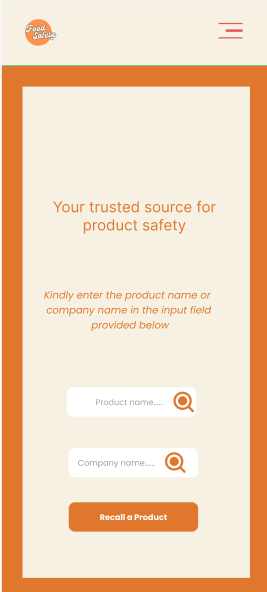 Food
Safety
Your trusted source for
product safety
Kindly enter the product name or
company name in the input field
provided below
Product name......
Company name......
Recall a Product